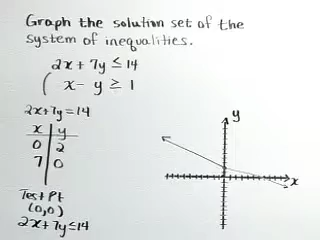 Graph the solution set of the
system of inequalities.
2x + 7y ≤ 14
x - y ≥ 1
2x+7y=14
x y
0 2
7 0
Test Pt
(0,0)
2x+7y≤14
y
x